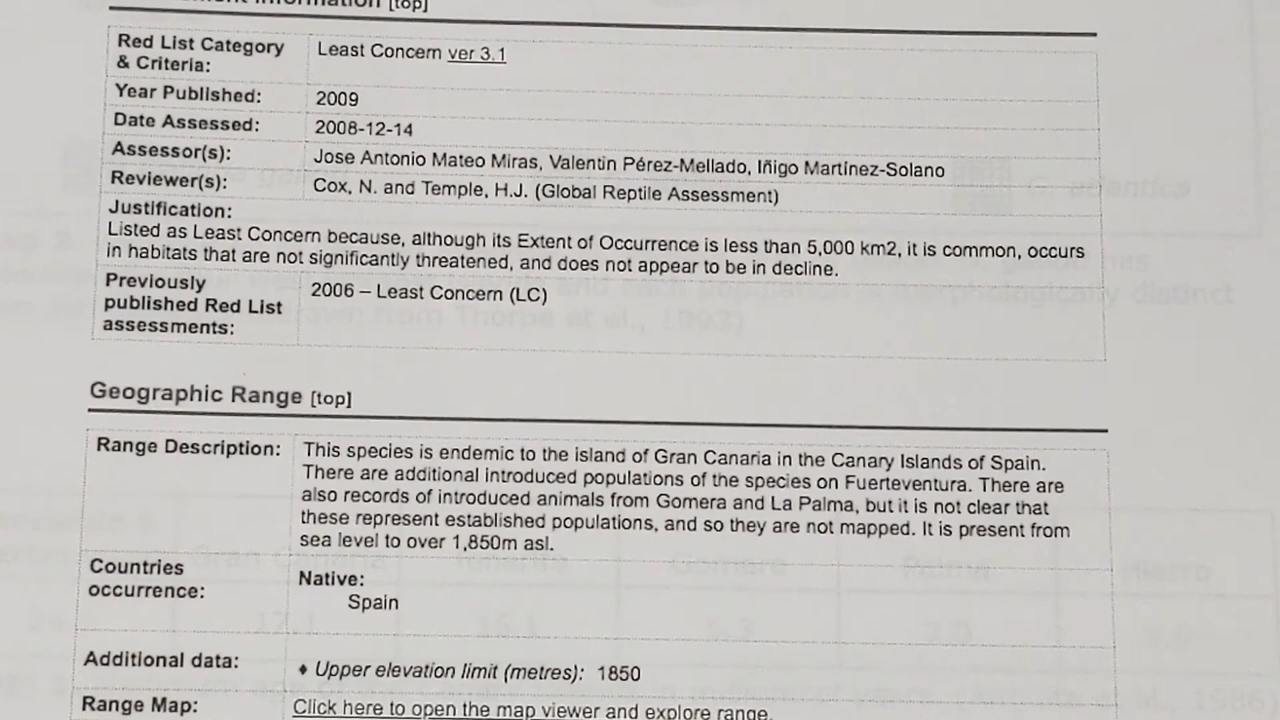 Information [top]
Red List Category
& Criteria:
Least Concern ver 3.1
Year Published:
2009
Date Assessed:
2008-12-14
Assessor(s):
Jose Antonio Mateo Miras, Valentin Pérez-Mellado, Iñigo Martínez-Solano
Reviewer(s):
Cox, N. and Temple, H.J. (Global Reptile Assessment)
Justification:
Listed as Least Concern because, although its Extent of Occurrence is less than 5,000 km2, it is common, occurs
in habitats that are not significantly threatened, and does not appear to be in decline.
Previously
published Red List
assessments:
2006 – Least Concern (LC)
Geographic Range [top]
Range Description:
This species is endemic to the island of Gran Canaria in the Canary Islands of Spain.
There are additional introduced populations of the species on Fuerteventura. There are
also records of introduced animals from Gomera and La Palma, but it is not clear that
these represent established populations, and so they are not mapped. It is present from
sea level to over 1,850m asl.
Countries
occurrence:
Native:
Spain
Additional data:
♦ Upper elevation limit (metres): 1850
Range Map:
Click here to open the map viewer and explore range.
G. atlantica
Gran Canaria
Tenerife
Gomera
Palma
Hierro